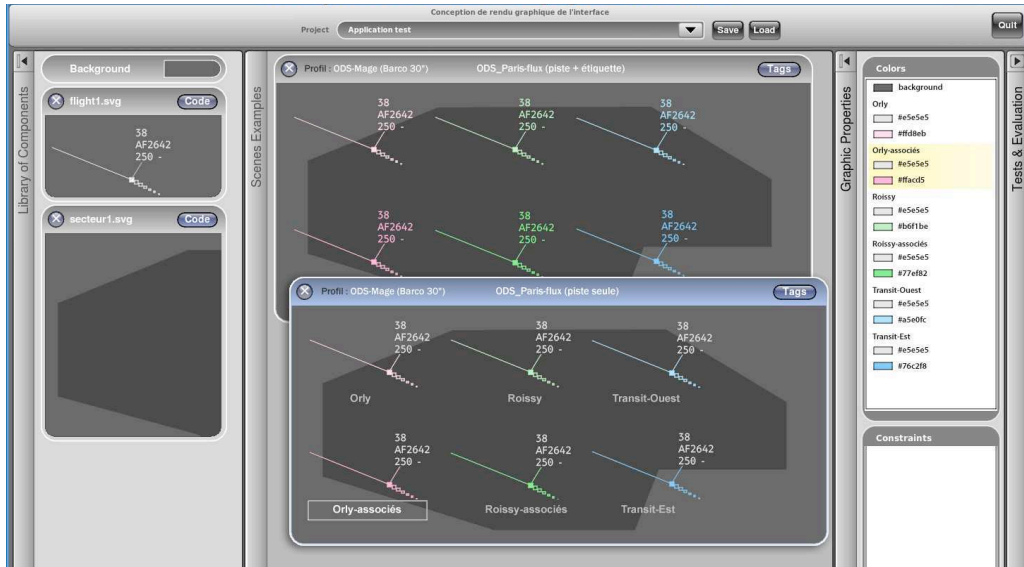 Conception de rendu graphique de l'interface
Project Application test Save Load Quit
Library of Components
Background
flight1.svg Code
38
AF2642
250 -
secteur1.svg Code
Scenes Examples
Profil : ODS-Mage (Barco 30") ODS_Paris-flux (piste + étiquette) Tags
38 38 38
AF2642 AF2642 AF2642
250 - 250 - 250 -
38 38 38
AF2642 AF2642 AF2642
250 - 250 - 250 -
Profil : ODS-Mage (Barco 30") ODS_Paris-flux (piste seule) Tags
38 38 38
AF2642 AF2642 AF2642
250 - 250 - 250 -
Orly Roissy Transit-Ouest
38 38 38
AF2642 AF2642 AF2642
250 - 250 - 250 -
Orly-associés Roissy-associés Transit-Est
Graphic Properties
Colors
background
Orly
#e5e5e5
#ffd8eb
Orly-associés
#e5e5e5
#ffacd5
Roissy
#e5e5e5
#b6f1be
Roissy-associés
#e5e5e5
#77ef82
Transit-Ouest
#e5e5e5
#a5e0fc
Transit-Est
#e5e5e5
#76c2f8
Constraints
Tests & Evaluation